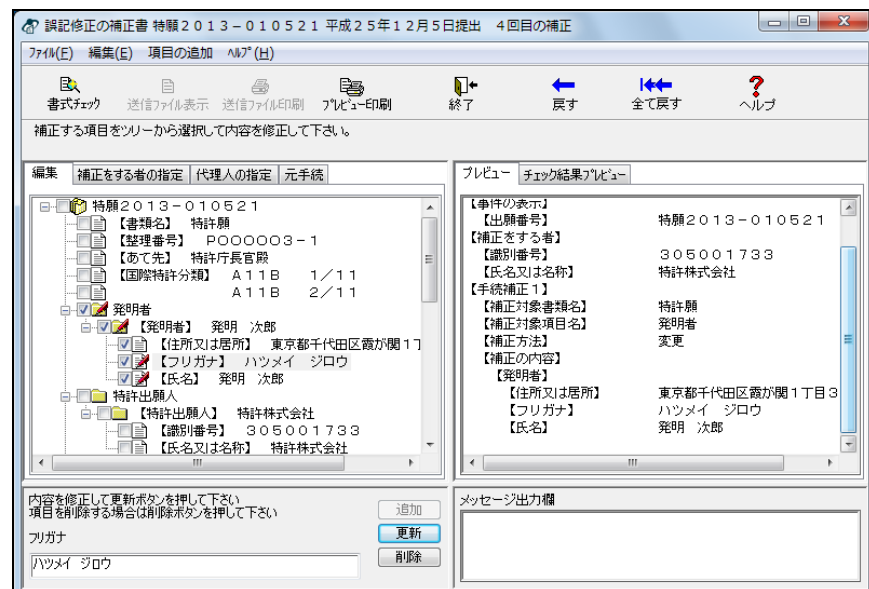 誤記修正の補正書 特願２０１３－０１０５２１ 平成２５年１２月５日提出　４回目の補正
ﾌｧｲﾙ(F)　編集(E)　項目の追加　ﾍﾙﾌﾟ(H)
書式ﾁｪｯｸ　送信ﾌｧｲﾙ表示　送信ﾌｧｲﾙ印刷　ﾌﾟﾚﾋﾞｭｰ印刷　終了　戻す　全て戻す　ヘルプ
補正する項目をツリーから選択して内容を修正して下さい。
編集　補正をする者の指定　代理人の指定　元手続
特願２０１３－０１０５２１
【書類名】　特許願
【整理番号】　Ｐ００００００３－１
【あて先】　特許庁長官殿
【国際特許分類】　Ａ１１Ｂ　　１／１１
Ａ１１Ｂ　　２／１１
発明者
【発明者】　発明　次郎
【住所又は居所】　東京都千代田区霞が関１丁
【フリガナ】　ハツメイ　ジロウ
【氏名】　発明　次郎
特許出願人
【特許出願人】　特許株式会社
【識別番号】　３０５００１７３３
【氏名又は名称】　特許株式会社
プレビュー　ﾁｪｯｸ結果ﾌﾟﾚﾋﾞｭｰ
【事件の表示】
【出願番号】　特願２０１３－０１０５２１
【補正をする者】
【識別番号】　３０５００１７３３
【氏名又は名称】　特許株式会社
【手続補正１】
【補正対象書類名】　特許願
【補正対象項目名】　発明者
【補正方法】　変更
【補正の内容】
【発明者】
【住所又は居所】　東京都千代田区霞が関１丁目３
【フリガナ】　ハツメイ　ジロウ
【氏名】　発明　次郎
内容を修正して更新ボタンを押して下さい
項目を削除する場合は削除ボタンを押して下さい
追加
フリガナ
更新
ハツメイ ジロウ
削除
メッセージ出力欄